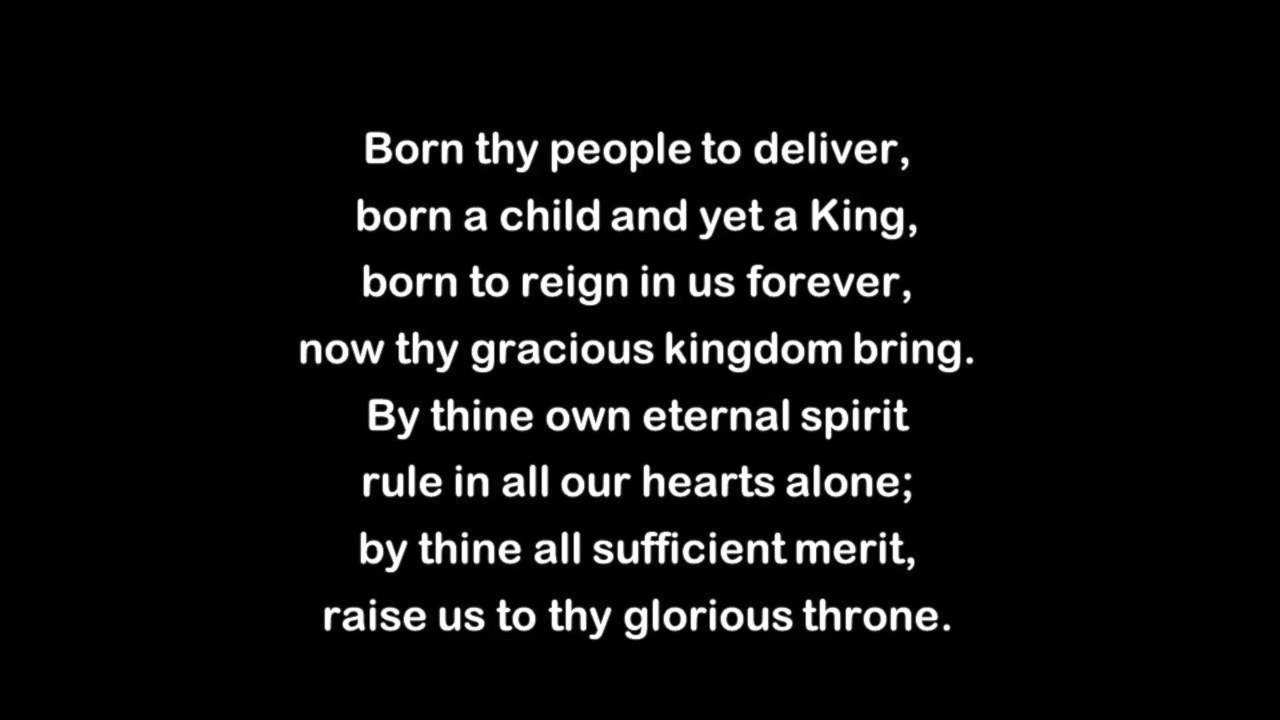 Born thy people to deliver,
born a child and yet a King,
born to reign in us forever,
now thy gracious kingdom bring.
By thine own eternal spirit
rule in all our hearts alone;
by thine all sufficient merit,
raise us to thy glorious throne.